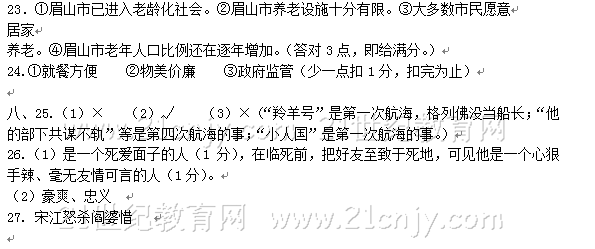 23．①眉山市已进入老龄化社会。②眉山市养老设施十分有限。③大多数市民愿意
居家
养老。④眉山市老年人口比例还在逐年增加。（答对 3 点，即给满分。）
24.①就餐方便 ②物美价廉 ③政府监管（少一点扣 1 分，扣完为止）
八、25.（1）× （2）√ （3）×（“羚羊号”是第一次航海，格列佛没当船长；“他
的部下共谋不轨”等是第四次航海的事；“小人国”是第一次航海的事。）
26.（1）是一个死爱面子的人（1 分），在临死前，把好友至致于死地，可见他是一个心狠
手辣、毫无友情可言的人（1 分）。
（2）豪爽、忠义
27. 宋江怒杀阎婆惜
21世纪教育网 www.21cnjy.com